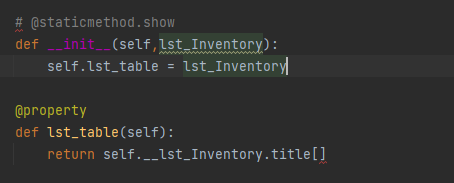 # @staticmethod.show
def __init__(self,lst_Inventory):
self.lst_table = lst_Inventory
@property
def lst_table(self):
return self.__lst_Inventory.title[]